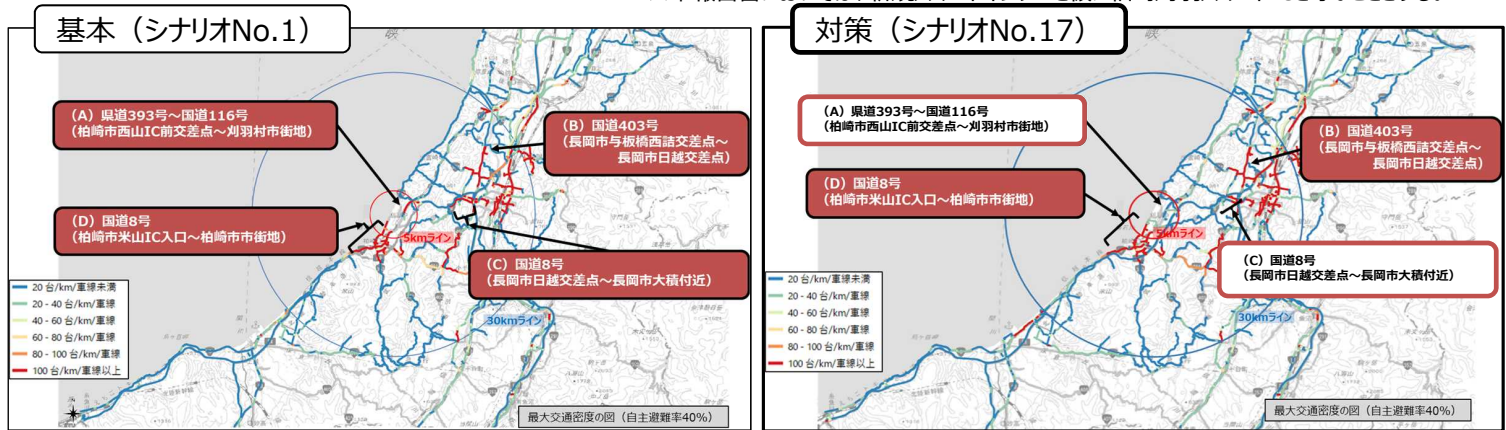 基本（シナリオNo.1）
（A）県道393号～国道116号
（柏崎市西山IC前交差点～刈羽村市街地）
（B）国道403号
（長岡市与板橋西詰交差点～
長岡市日越交差点）
（D）国道8号
（柏崎市米山IC入口～柏崎市市街地）
5kmライン
（C）国道8号
（長岡市日越交差点～長岡市大積付近）
30kmライン
20 台/km/車線未満
20 - 40 台/km/車線
40 - 60 台/km/車線
60 - 80 台/km/車線
80 - 100 台/km/車線
100 台/km/車線以上
最大交通密度の図（自主避難率40%）
対策（シナリオNo.17）
（A）県道393号～国道116号
（柏崎市西山IC前交差点～刈羽村市街地）
（B）国道403号
（長岡市与板橋西詰交差点～
長岡市日越交差点）
（D）国道8号
（柏崎市米山IC入口～柏崎市市街地）
5kmライン
（C）国道8号
（長岡市日越交差点～長岡市大積付近）
30kmライン
20 台/km/車線未満
20 - 40 台/km/車線
40 - 60 台/km/車線
60 - 80 台/km/車線
80 - 100 台/km/車線
100 台/km/車線以上
最大交通密度の図（自主避難率40%）